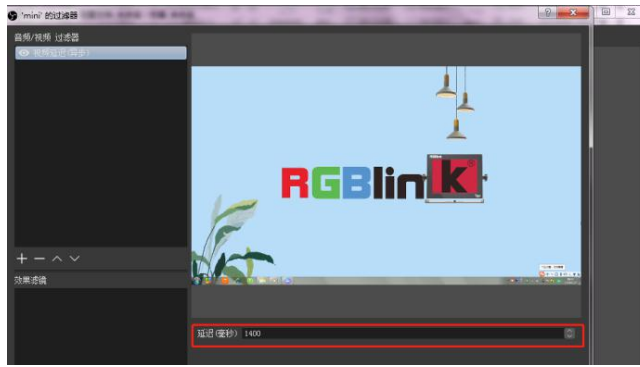 'mini' 的过滤器
音频/视频 过滤器
视频延迟(异步)
RGBlink
效果滤镜
延迟(毫秒) 1400